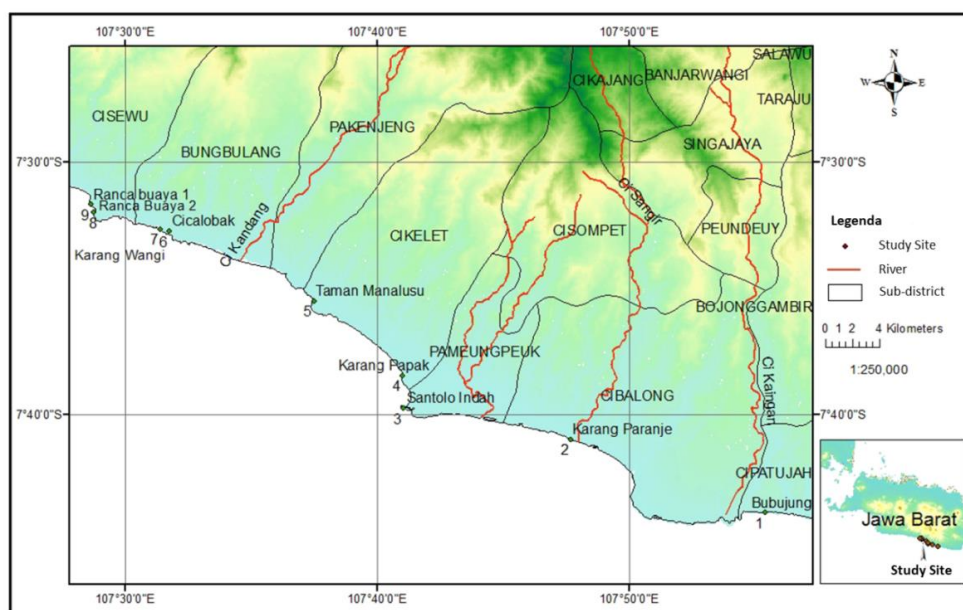 107°30'0"E
107°40'0"E
107°50'0"E
SALAWU
CIKAJANG
BANJARWANGI
TARAJU
CISEWU
PAKENJENG
BUNGBULANG
SINGAJAYA
7°30'0"S
7°30'0"S
Ci Sangir
Ranca buaya 1
9
Ranca Buaya 2
8
Cicalobak
76
Karang Wangi
Ci Kandang
CIKELET
CISOMPET
PEUNDEUY
Taman Manalusu
5
BOJONGGAMBIR
PAMEUNGPEUK
Karang Papak
4
CIBALONG
Ci Kaingan
Santolo Indah
3
7°40'0"S
7°40'0"S
Karang Paranje
2
CIPATUJAH
Bubujung
1
107°30'0"E
107°40'0"E
107°50'0"E
N
W
E
S
Legenda
Study Site
River
Sub-district
0 1 2 4 Kilometers
1:250,000
Jawa Barat
Study Site